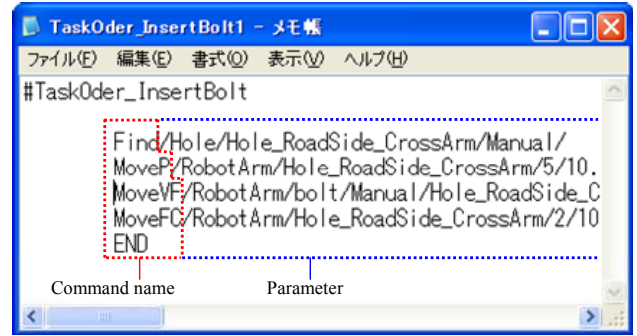 TaskOder_InsertBolt1 - メモ帳
ファイル(F) 編集(E) 書式(O) 表示(V) ヘルプ(H)
#TaskOder_InsertBolt
Find/Hole/Hole_RoadSide_CrossArm/Manual/
MoveP/RobotArm/Hole_RoadSide_CrossArm/5/10.
MoveVF/RobotArm/bolt/Manual/Hole_RoadSide_C
MoveFC/RobotArm/Hole_RoadSide_CrossArm/2/10
END
Command name Parameter